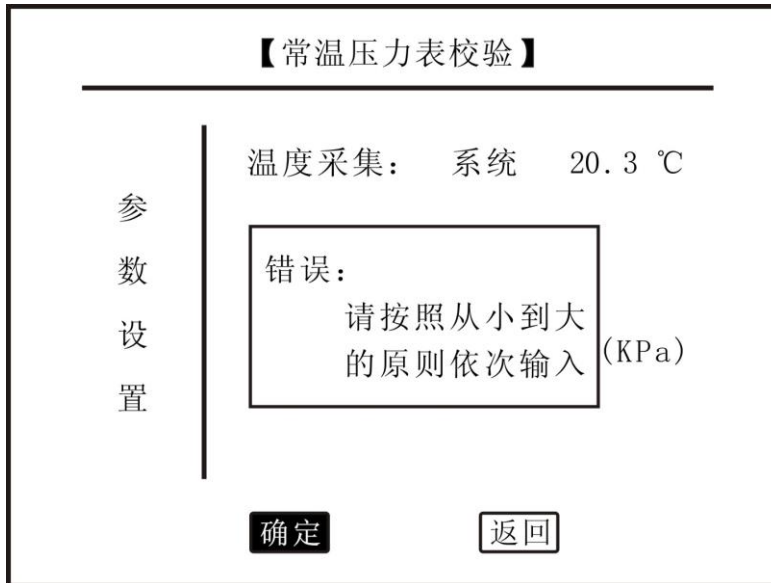 【常温压力表校验】
参数设置
温度采集： 系统 20.3 ℃
错误：
请按照从小到大
的原则依次输入
(KPa)
确定 返回